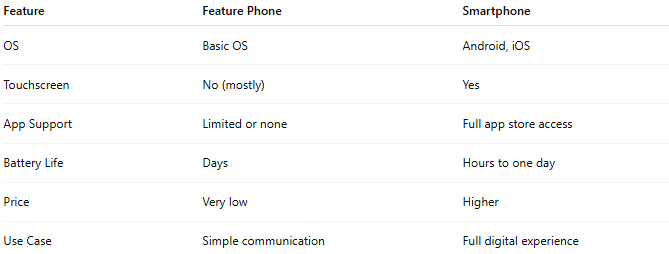 Feature Feature Phone Smartphone
OS Basic OS Android, iOS
Touchscreen No (mostly) Yes
App Support Limited or none Full app store access
Battery Life Days Hours to one day
Price Very low Higher
Use Case Simple communication Full digital experience